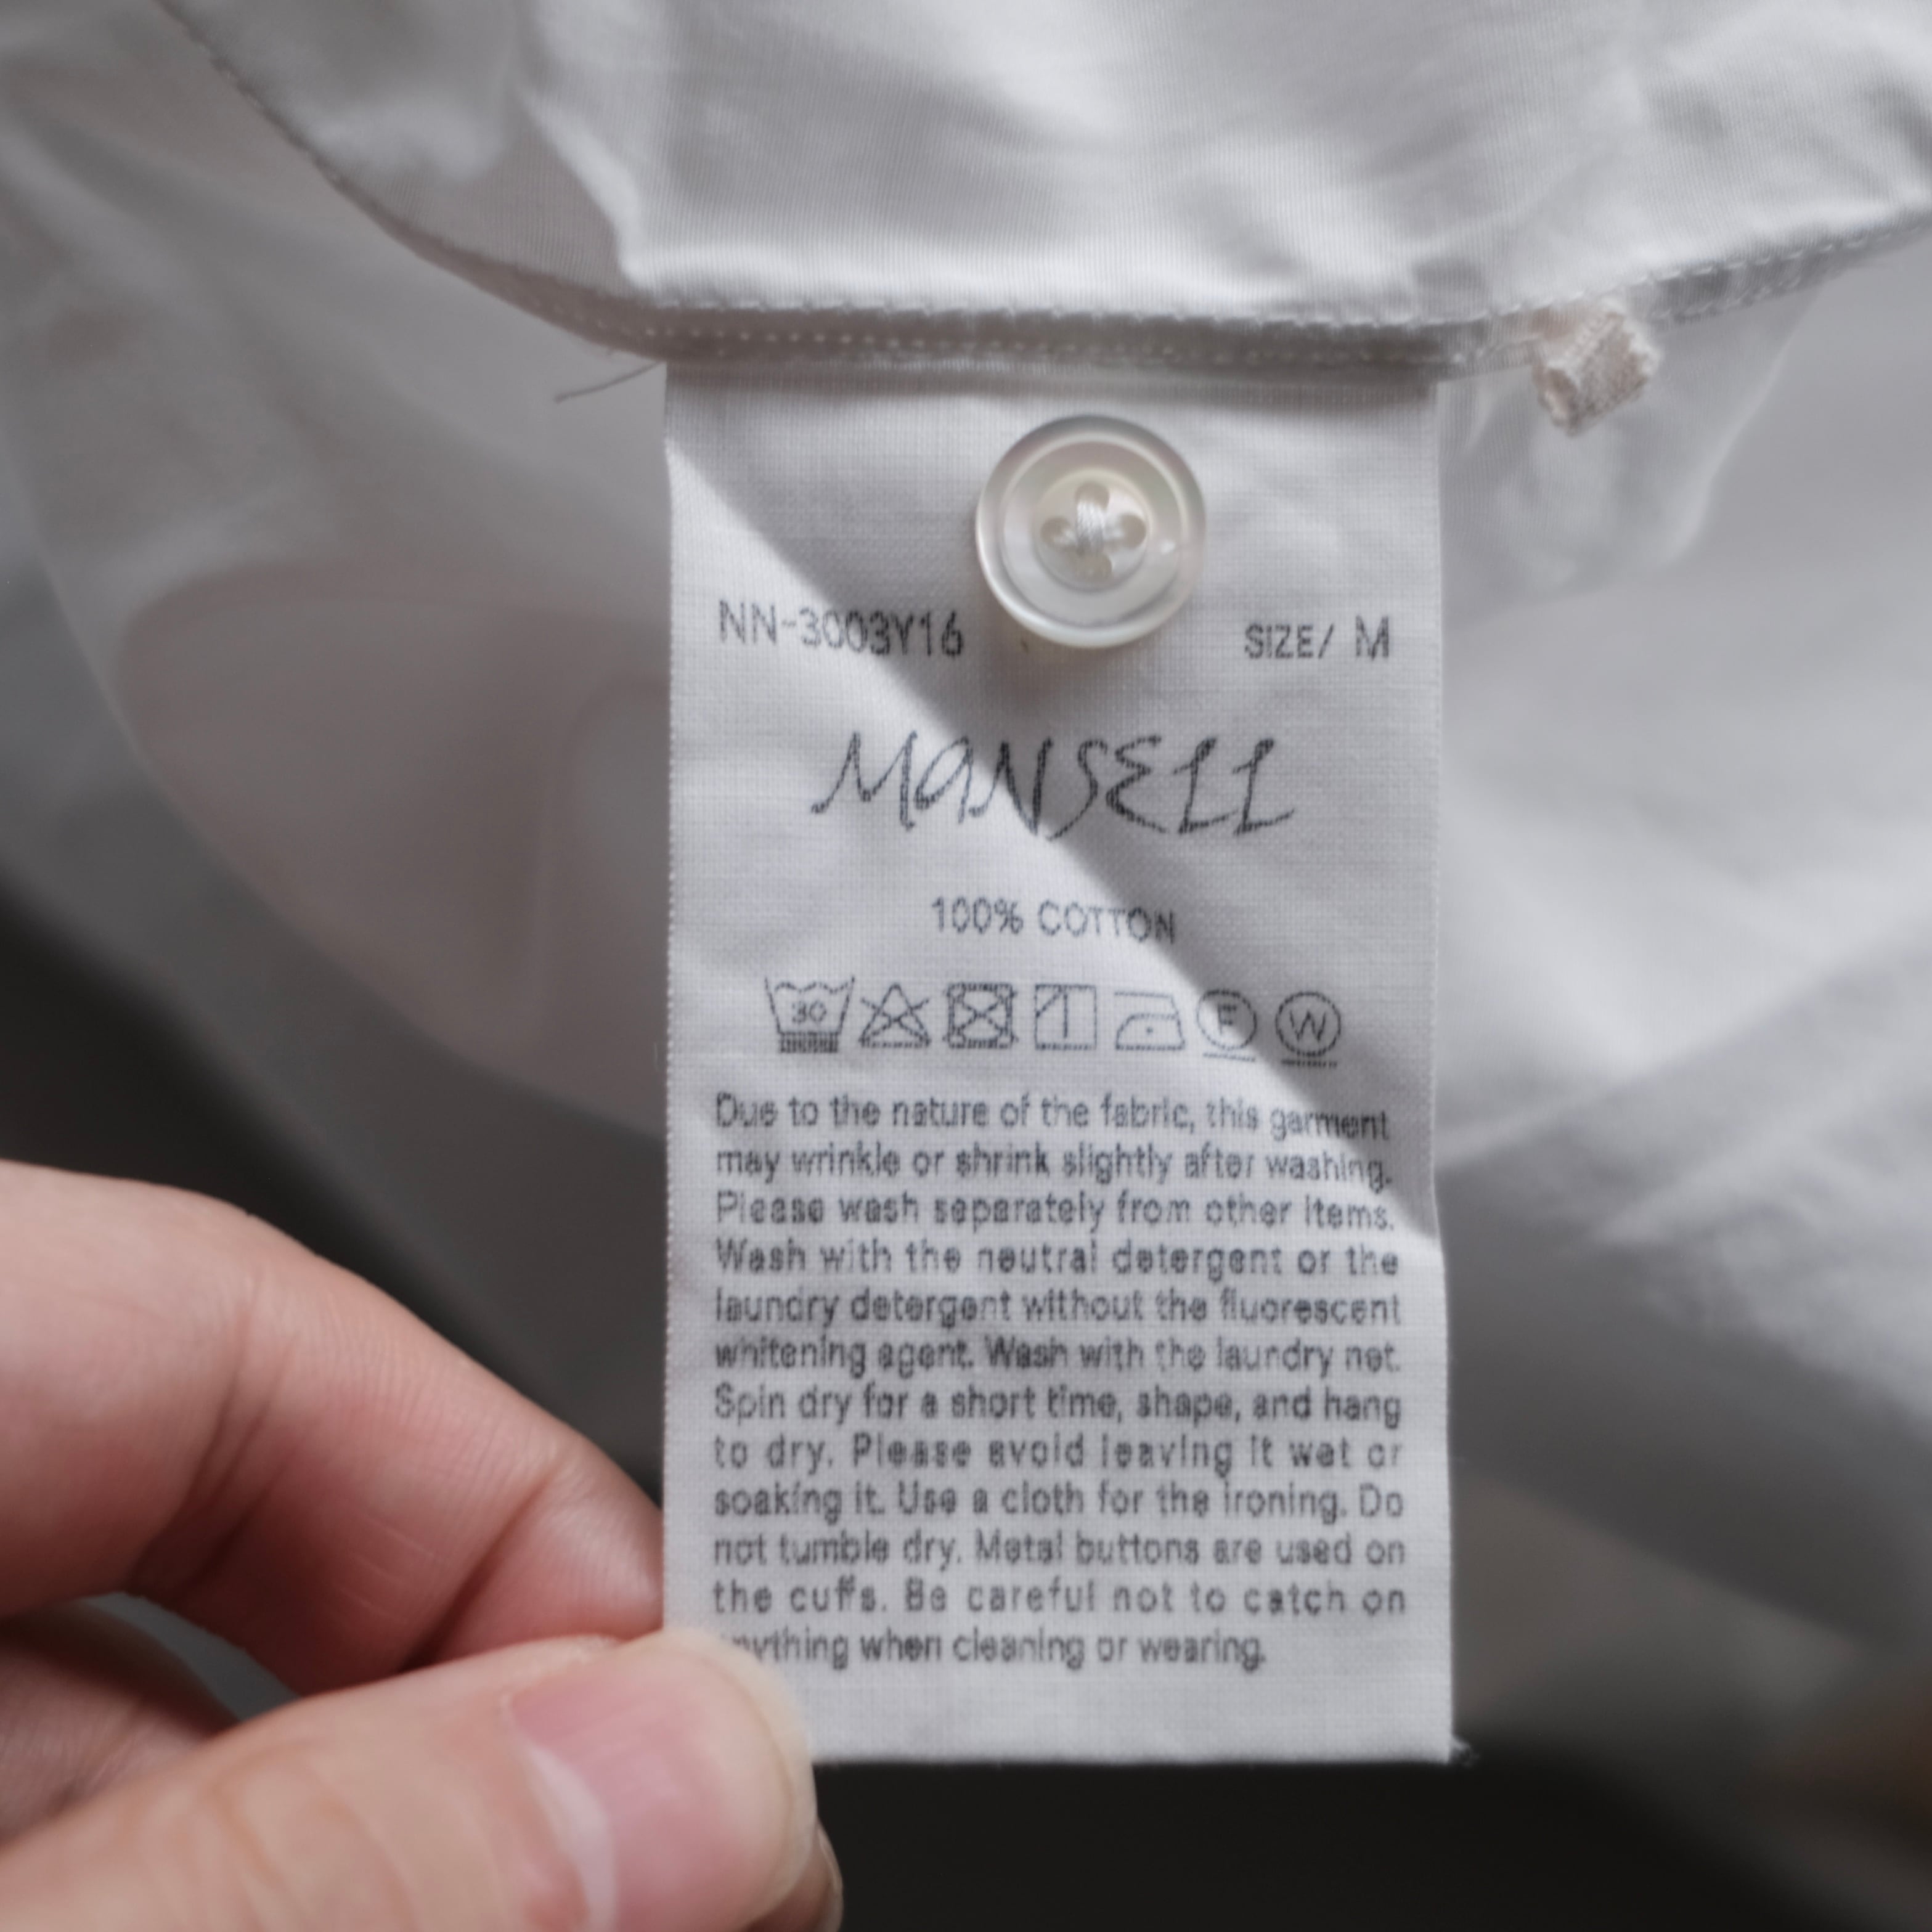 NN-3003Y16 SIZE/ M
MANSELL
100% COTTON
30 F W
Due to the nature of the fabric, this garment
may wrinkle or shrink slightly after washing.
Please wash separately from other items.
Wash with the neutral detergent or the
laundry detergent without the fluorescent
whitening agent. Wash with the laundry net.
Spin dry for a short time, shape, and hang
to dry. Please avoid leaving it wet or
soaking it. Use a cloth for the ironing. Do
not tumble dry. Metal buttons are used on
the cuffs. Be careful not to catch on
anything when cleaning or wearing.